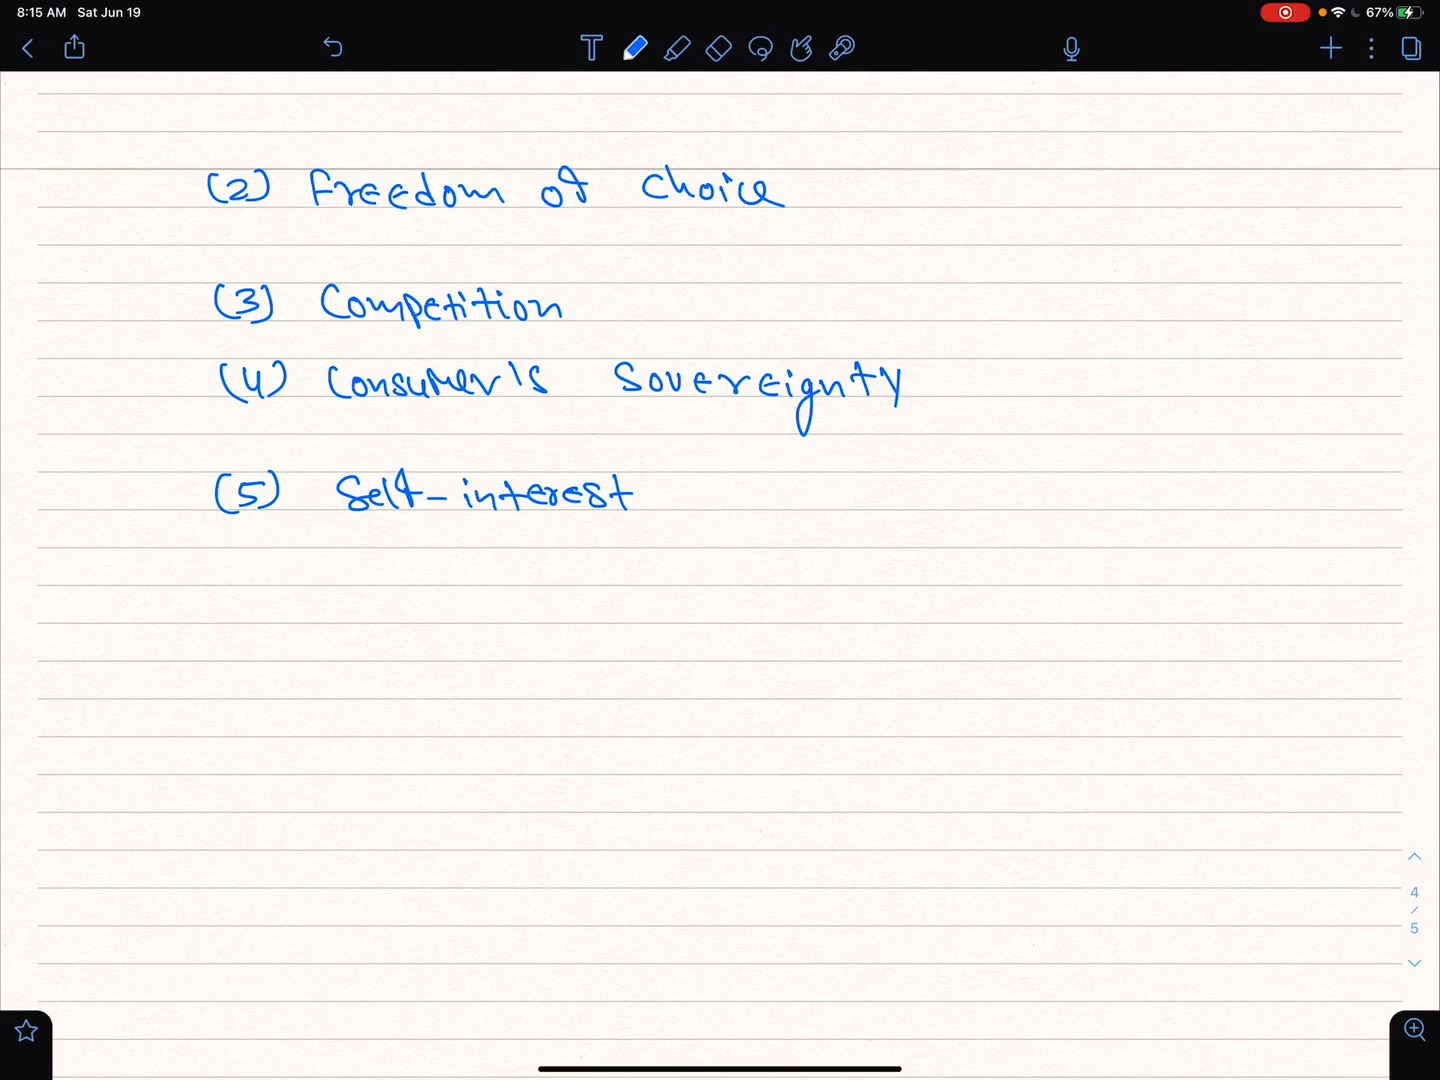 8:15 AM Sat Jun 19
67%
(2) Freedom of choice
(3) Competition
(4) Consumer's Sovereignty
(5) Self-interest
4
/
5